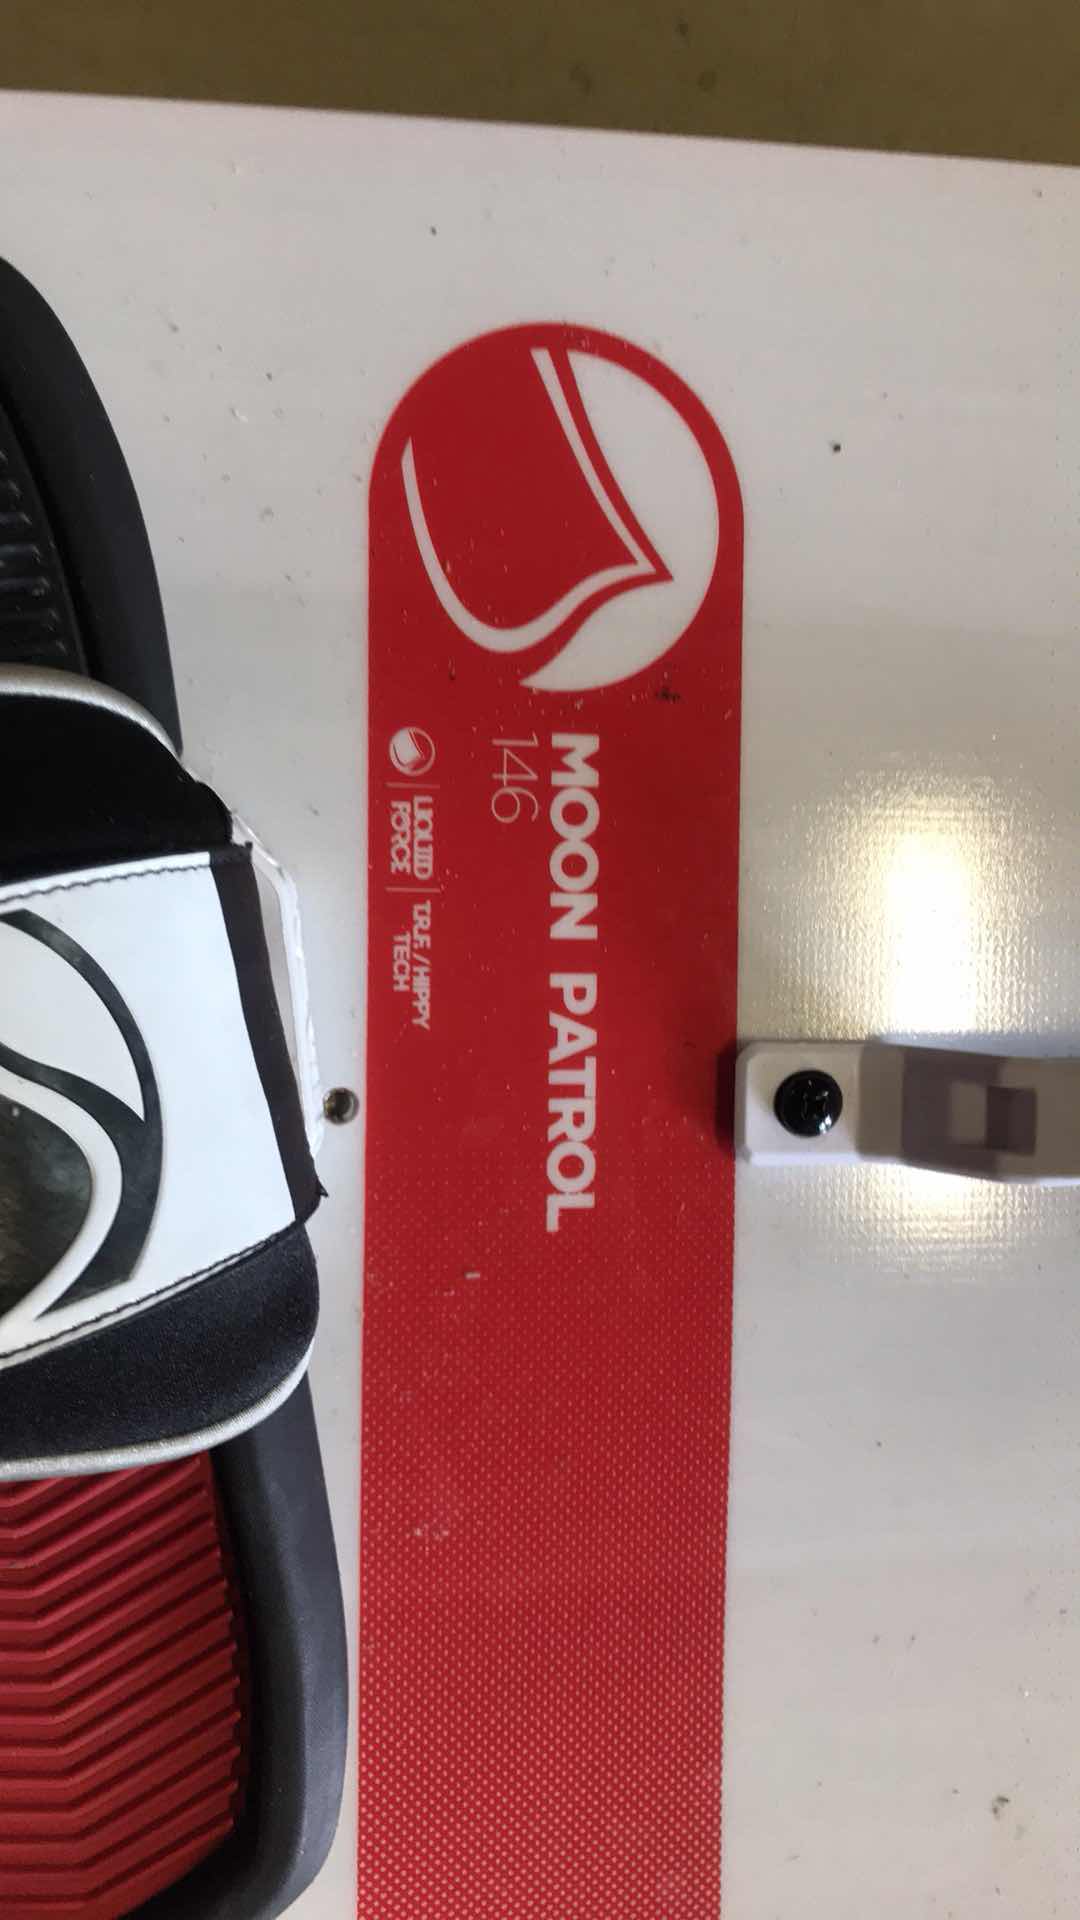 MOON PATROL
146
LIQUID
FORCE
T.R.F. / HIPPY
TECH